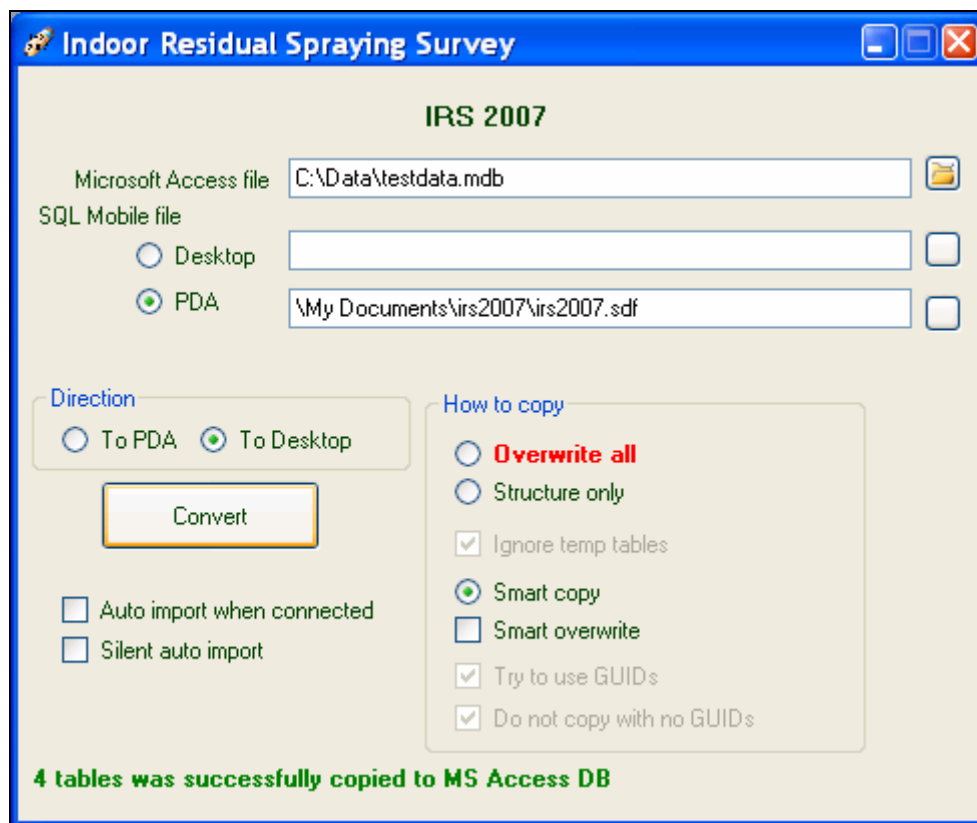 Indoor Residual Spraying Survey
IRS 2007
Microsoft Access file C:\Data\testdata.mdb
SQL Mobile file
Desktop
PDA \My Documents\irs2007\irs2007.sdf
Direction
To PDA To Desktop
Convert
Auto import when connected
Silent auto import
How to copy
Overwrite all
Structure only
Ignore temp tables
Smart copy
Smart overwrite
Try to use GUIDs
Do not copy with no GUIDs
4 tables was successfully copied to MS Access DB